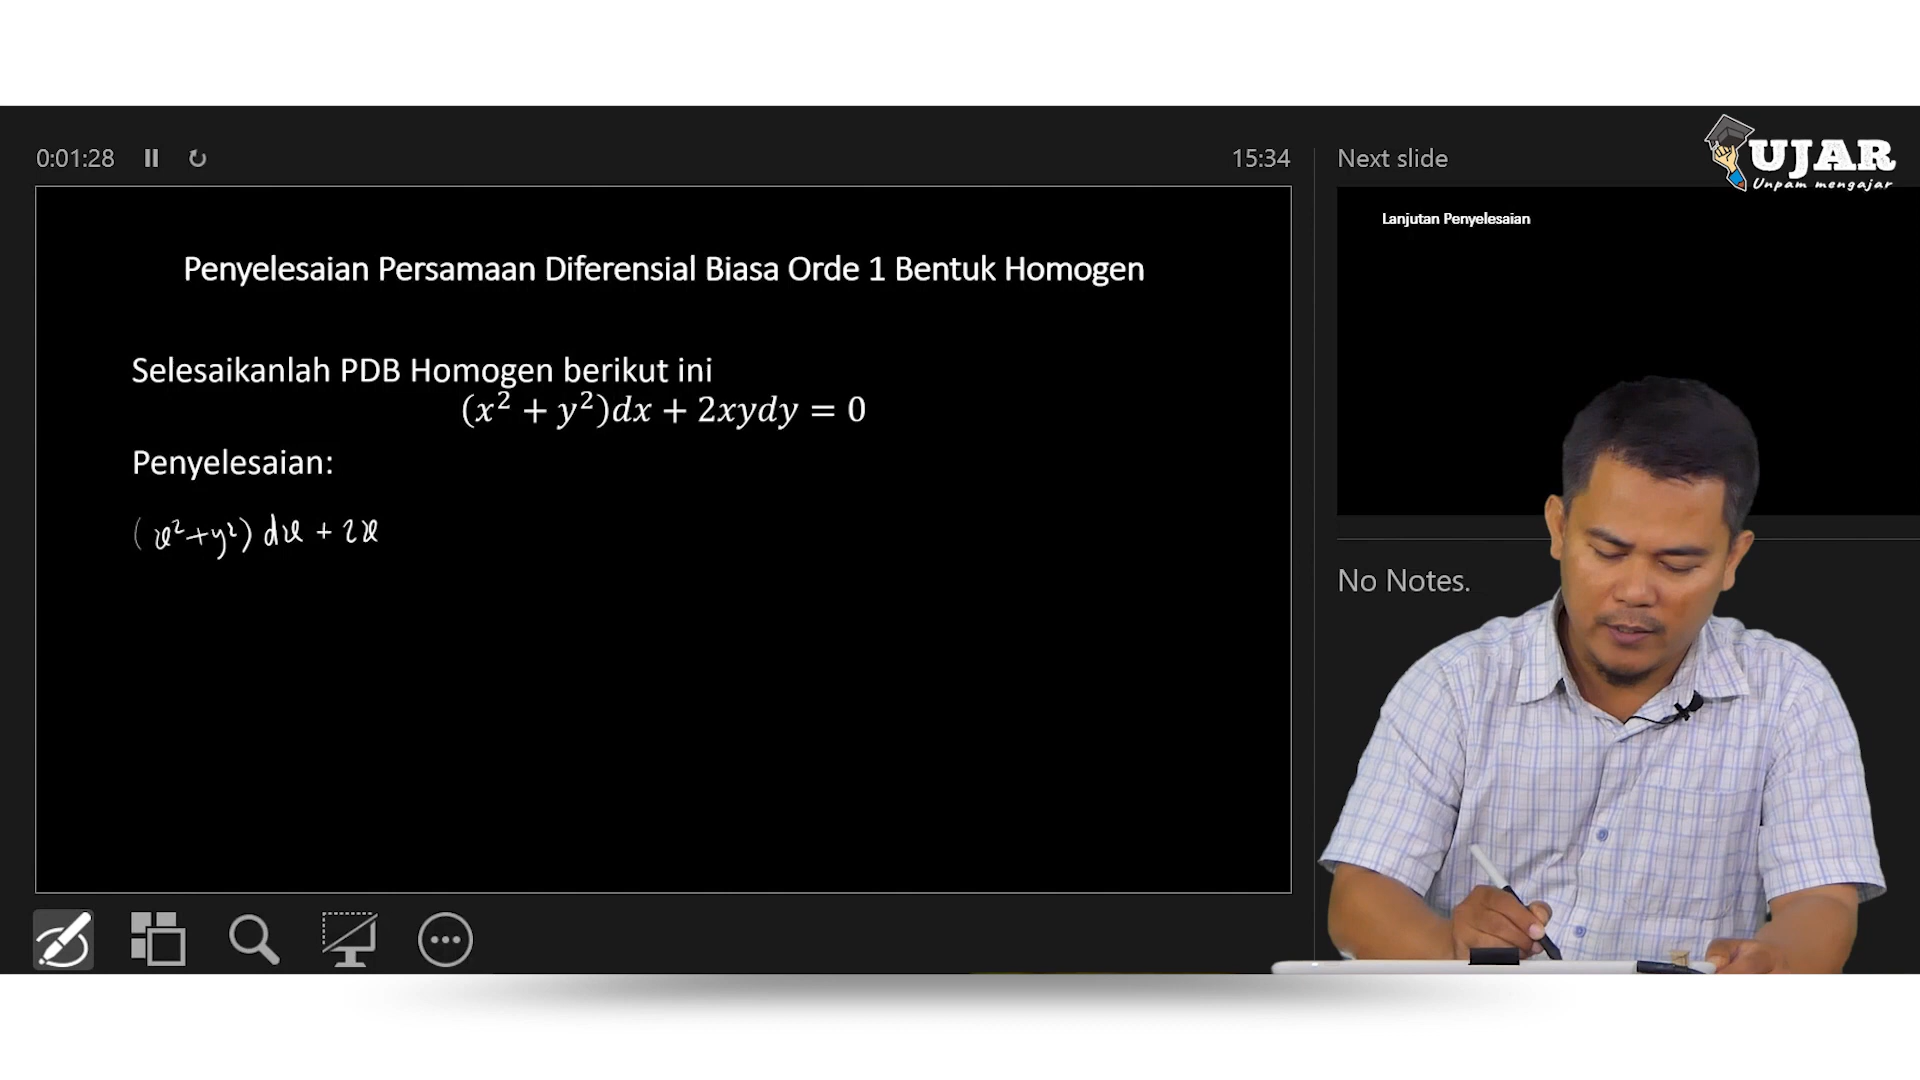 0:01:28
15:34
Next slide
UJAR
Unpam mengajar
Lanjutan Penyelesaian
Penyelesaian Persamaan Diferensial Biasa Orde 1 Bentuk Homogen
Selesaikanlah PDB Homogen berikut ini
(x² + y²)dx + 2xydy = 0
Penyelesaian:
(x²+y²) dx + 2x
No Notes.